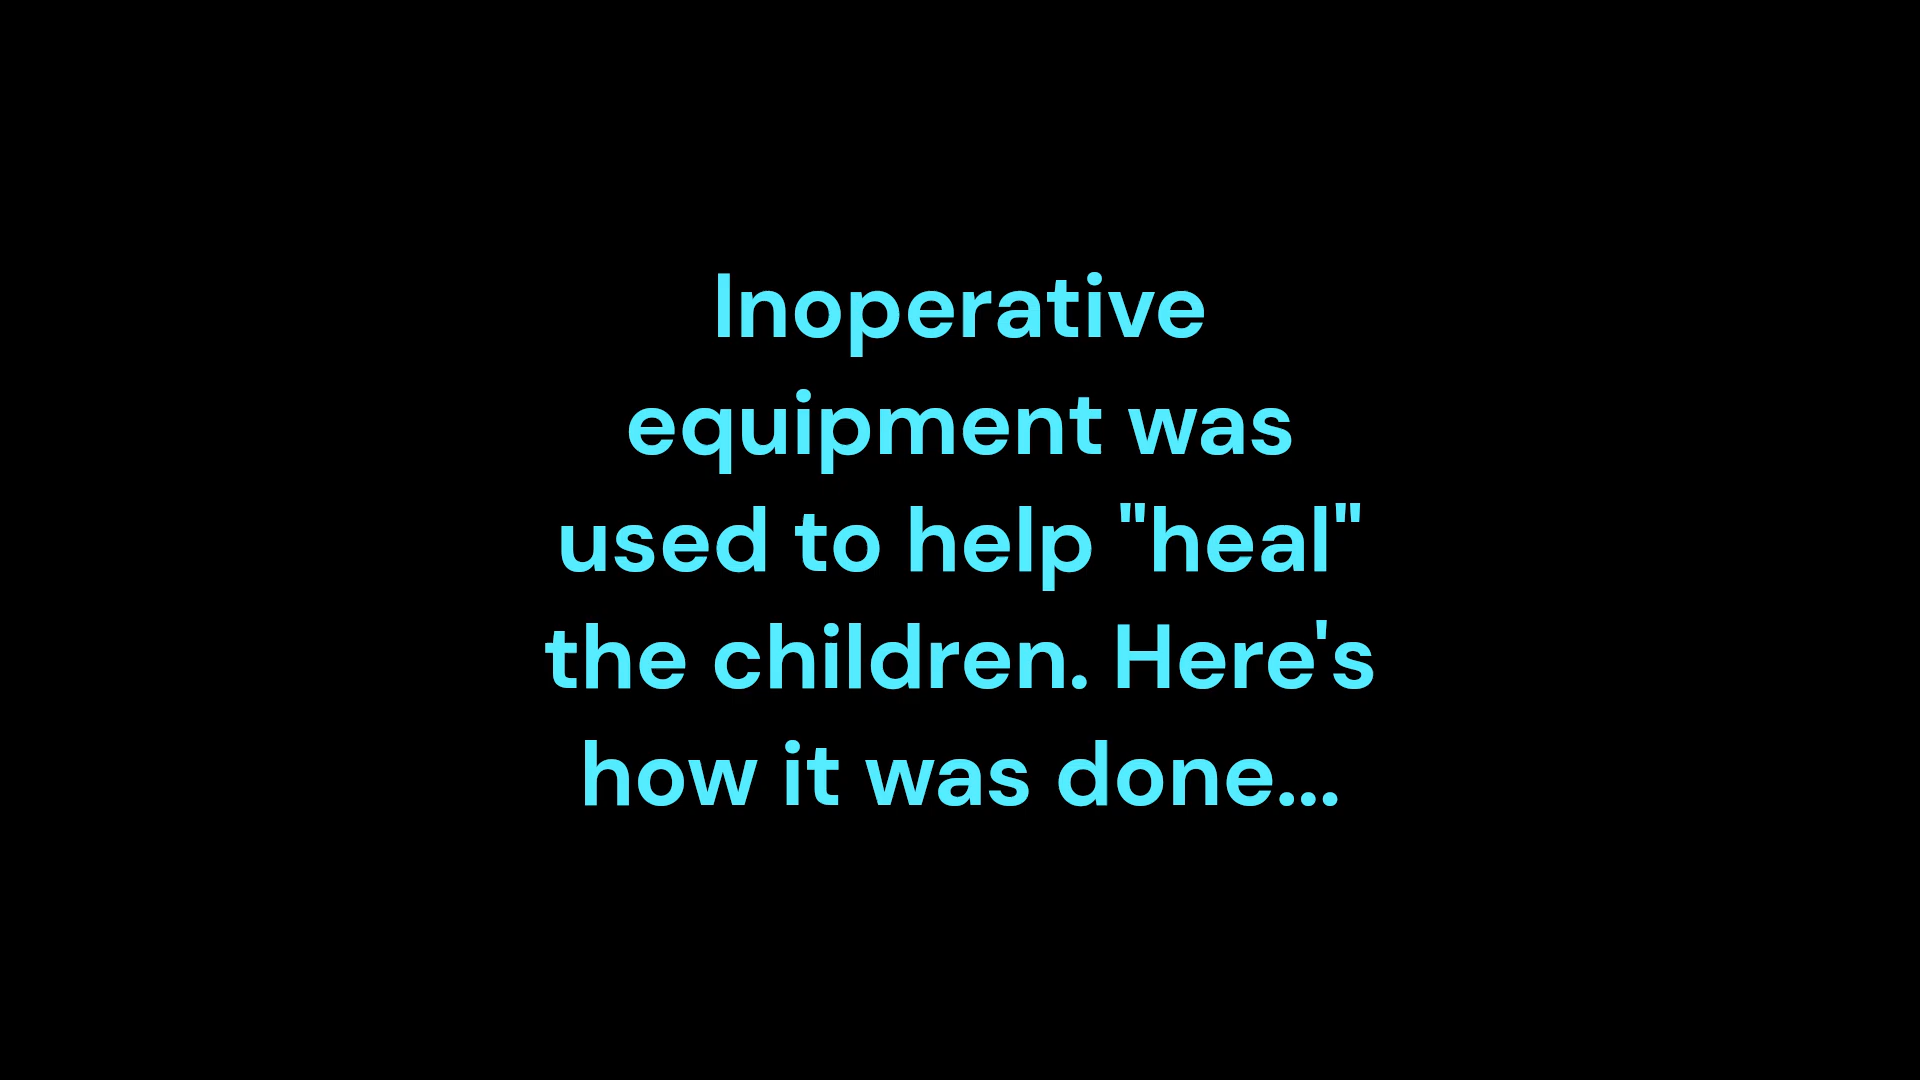 Inoperative
equipment was
used to help "heal"
the children. Here's
how it was done...